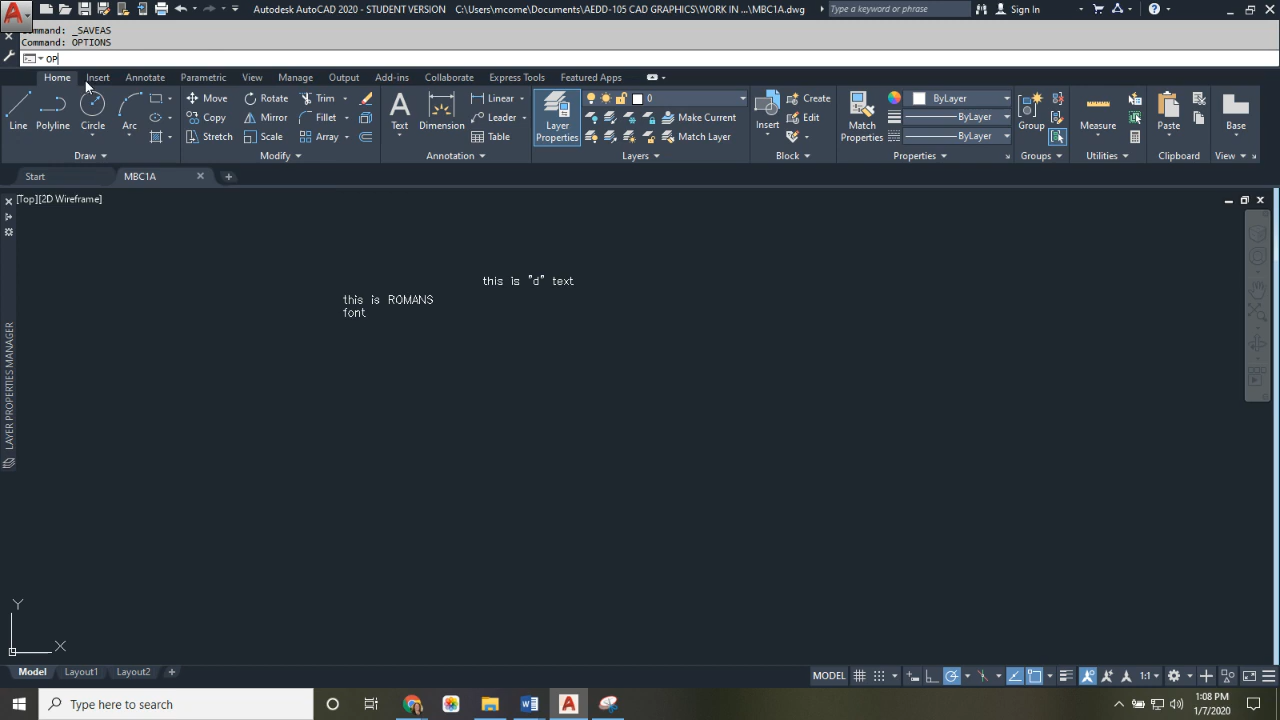 Autodesk AutoCAD 2020 - STUDENT VERSION C:\Users\mcome\Documents\AEDD-105 CAD GRAPHICS\WORK IN ...\MBC1A.dwg Type a keyword or phrase Sign In
Command: _SAVEAS
Command: OPTIONS
OP
Home Insert Annotate Parametric View Manage Output Add-ins Collaborate Express Tools Featured Apps
Move Rotate Trim Linear 0 Create ByLayer
Line Polyline Circle Arc Copy Mirror Fillet Text Dimension Leader Layer Properties Make Current Insert Edit Match Properties ByLayer Group Measure Paste Base
Stretch Scale Array Table Match Layer ByLayer
Draw Modify Annotation Layers Block Properties Groups Utilities Clipboard View
Start MBC1A
[Top][2D Wireframe]
this is "d" text
this is ROMANS
font
LAYER PROPERTIES MANAGER
Y
X
Model Layout1 Layout2 MODEL 1:1
Type here to search 1:08 PM
1/7/2020